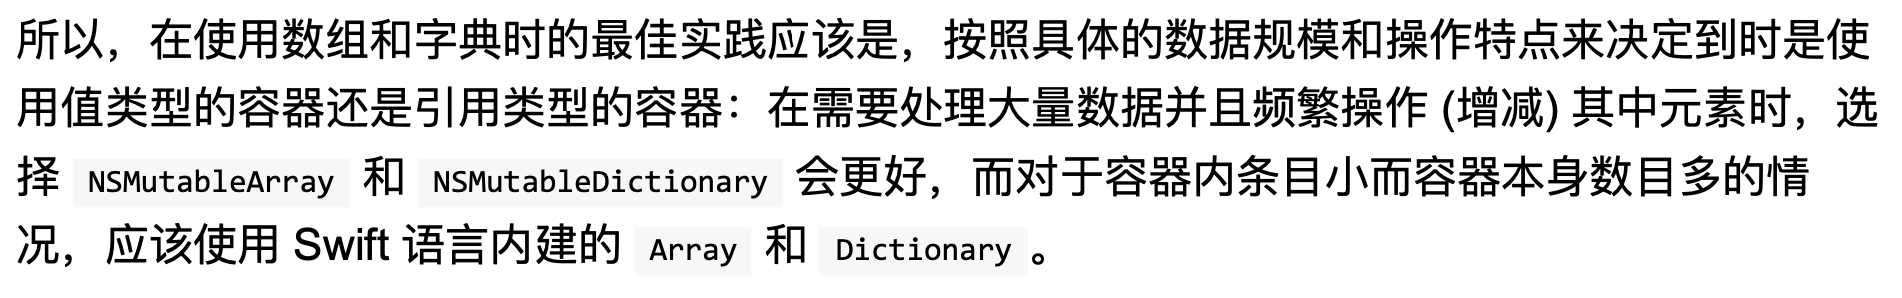 所以，在使用数组和字典时的最佳实践应该是，按照具体的数据规模和操作特点来决定到时是使
用值类型的容器还是引用类型的容器：在需要处理大量数据并且频繁操作 (增减) 其中元素时，选
择 NSMutableArray 和 NSMutableDictionary 会更好，而对于容器内条目小而容器本身数目多的情
况，应该使用 Swift 语言内建的 Array 和 Dictionary 。